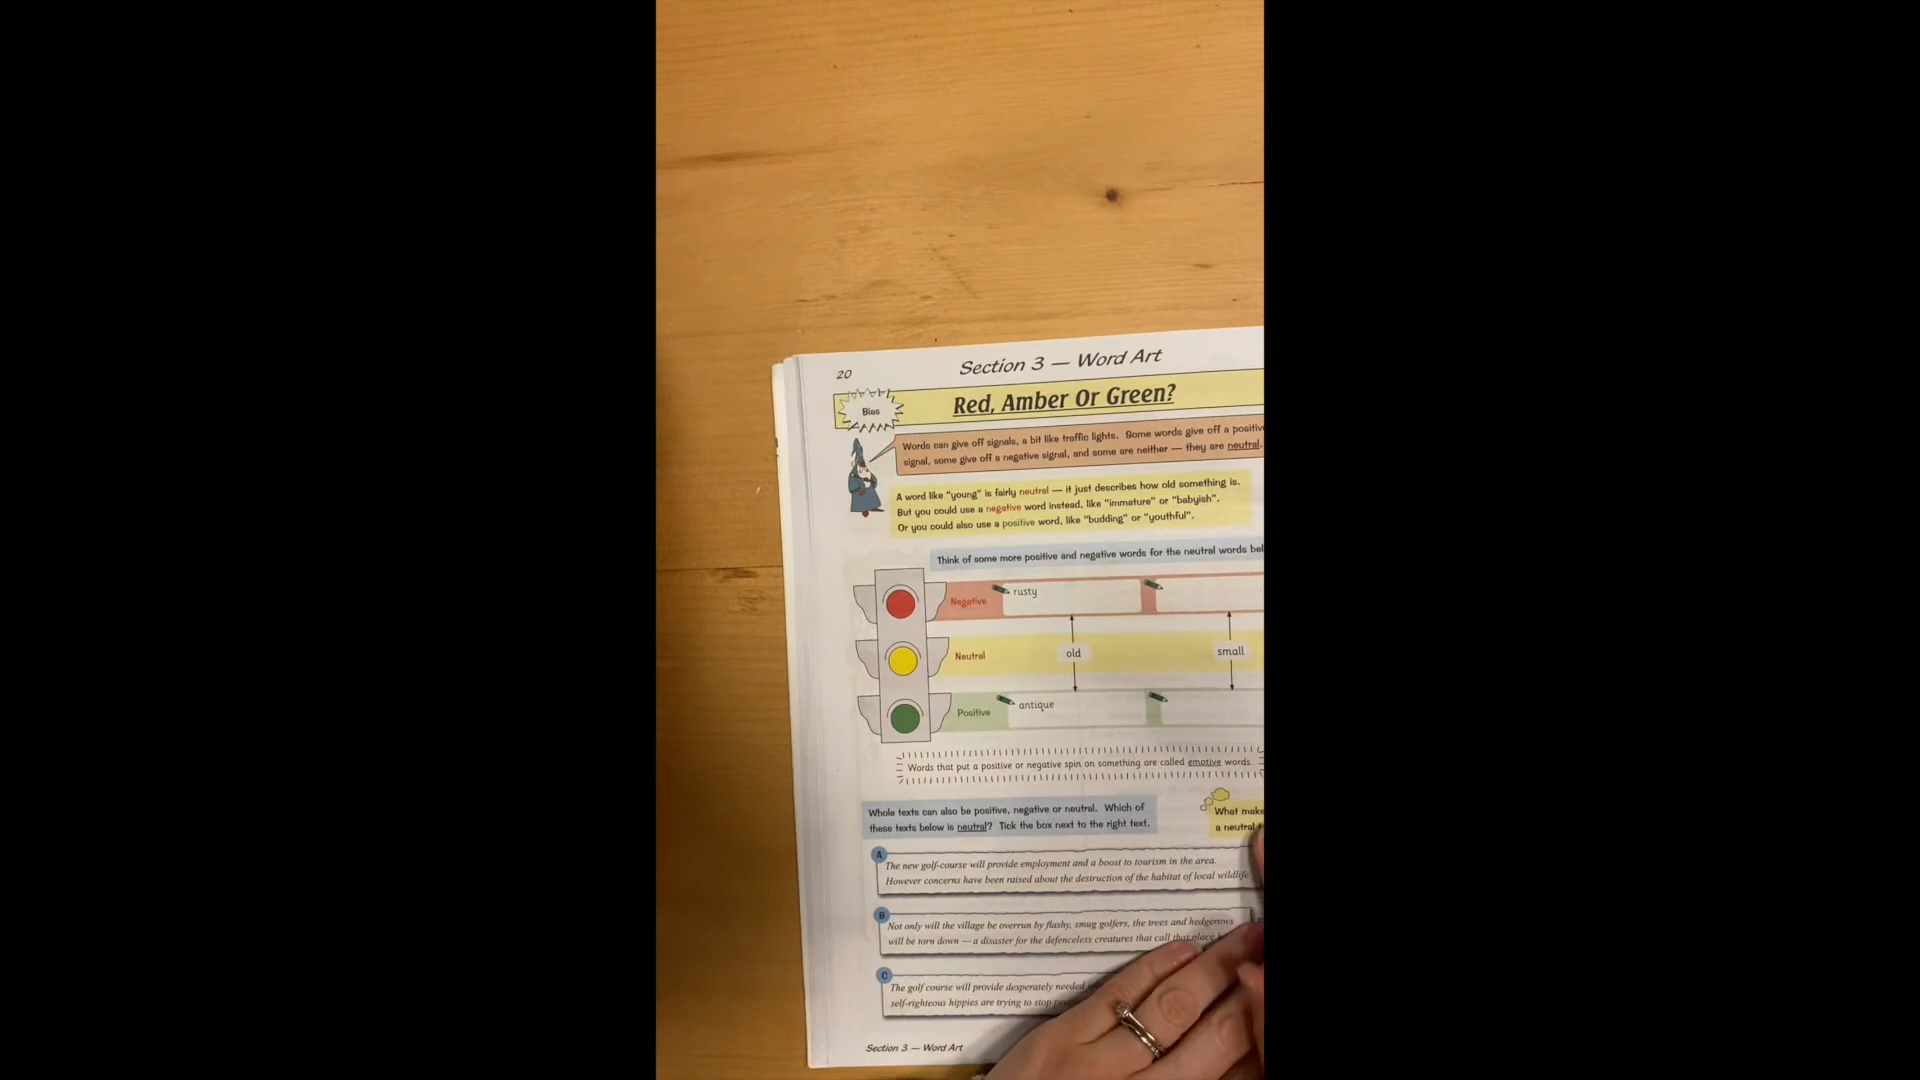 20
Section 3 — Word Art
Bias
Red, Amber Or Green?
Words can give off signals, a bit like traffic lights. Some words give off a
signal, some give off a negative signal, and some are neither — they are neutral.
A word like "young" is fairly neutral — it just describes how old something is.
But you could use a negative word instead, like "immature" or "babyish".
Or you could also use a positive word, like "budding" or "youthful".
Think of some more positive and negative words for the neutral words
Negative rusty
Neutral old small
Positive antique
Words that put a positive or negative spin on something are called emotive words.
Whole texts can also be positive, negative or neutral. Which of
these texts below is neutral? Tick the box next to the right text.
What
a neutral
A
The new golf-course will provide employment and a boost to tourism in the area.
However concerns have been raised about the destruction of the habitat of local wildlife
B
Not only will the village be overrun by flashy, smug golfers, the trees and hedgerows
will be torn down — a disaster for the defenceless creatures that call that place
C
The golf course will provide desperately needed
self-righteous hippies are trying to stop
Section 3 — Word Art